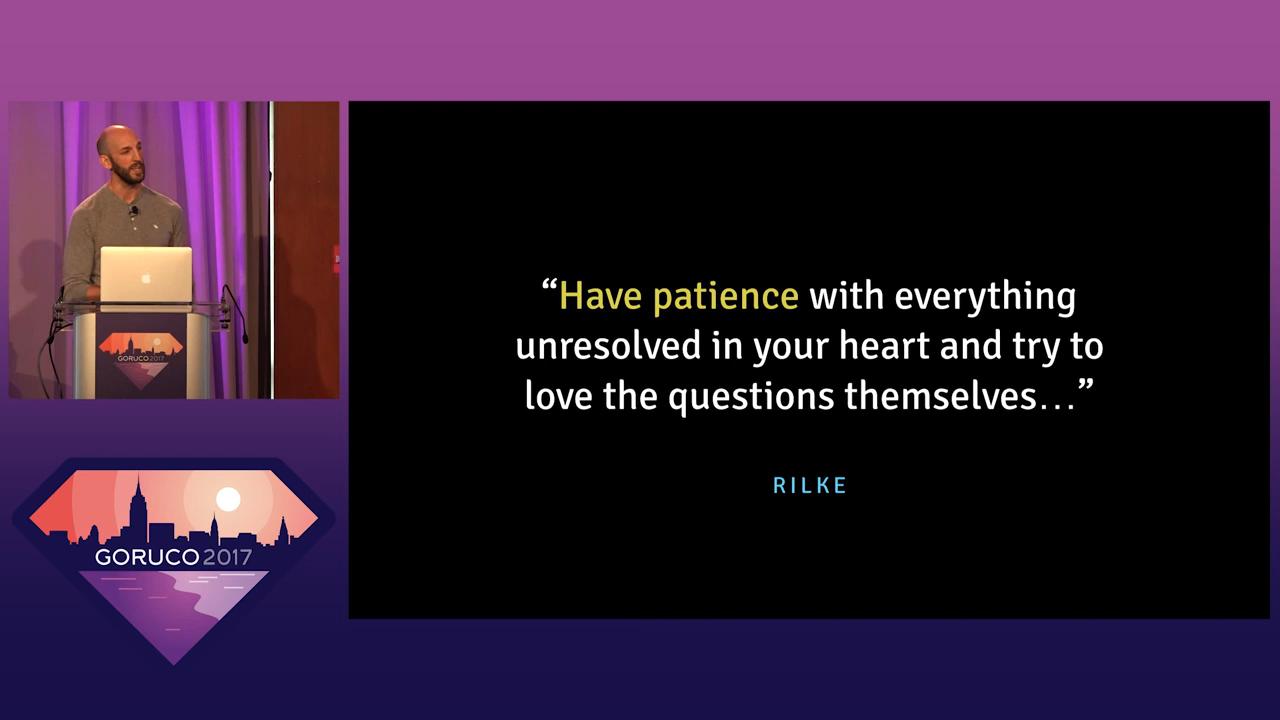 “Have patience with everything
unresolved in your heart and try to
love the questions themselves…”
RILKE
GORUCO 2017
GORUCO 2017